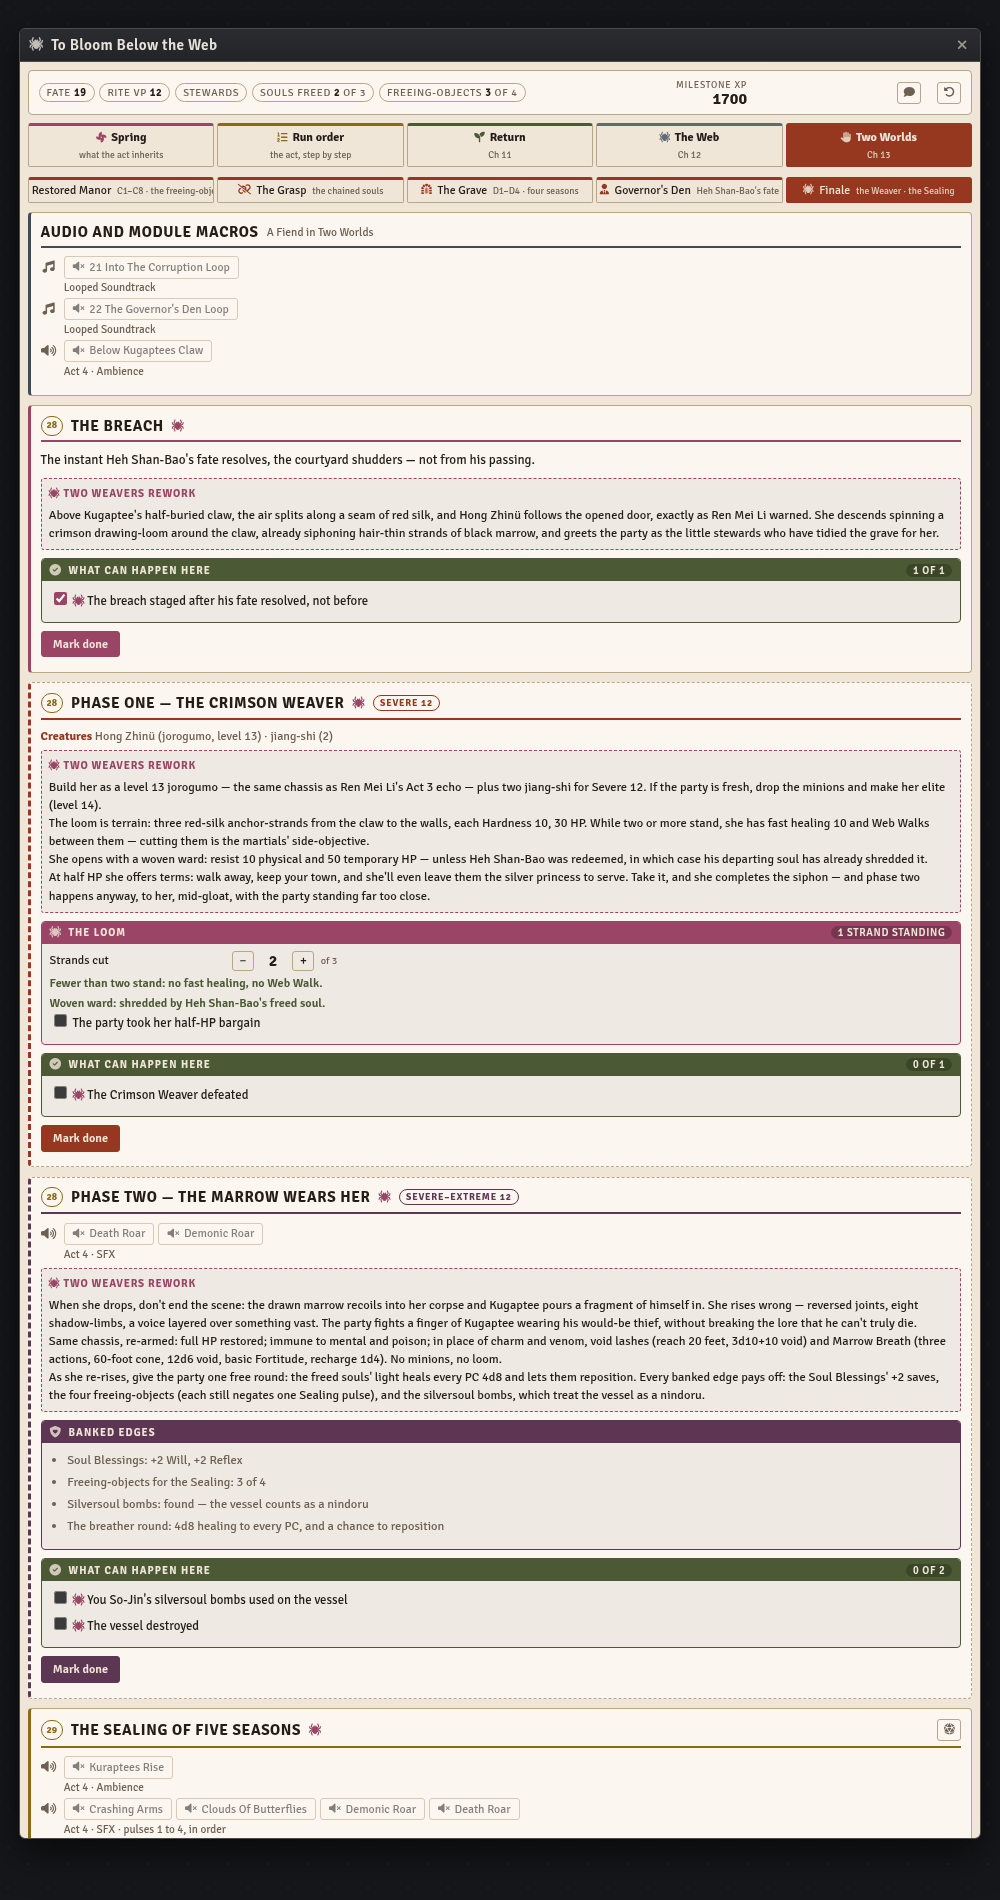 To Bloom Below the Web
FATE 19
RITE VP 12
STEWARDS
SOULS FREED 2 OF 3
FREEING-OBJECTS 3 OF 4
MILESTONE XP
1700
Spring
what the act inherits
Run order
the act, step by step
Return
Ch 11
The Web
Ch 12
Two Worlds
Ch 13
Restored Manor C1–C8 · the freeing-obje
The Grasp the chained souls
The Grave D1–D4 · four seasons
Governor's Den Heh Shan-Bao's fate
Finale the Weaver · the Sealing
AUDIO AND MODULE MACROS A Fiend in Two Worlds
21 Into The Corruption Loop
Looped Soundtrack
22 The Governor's Den Loop
Looped Soundtrack
Below Kugaptees Claw
Act 4 · Ambience
28 THE BREACH
The instant Heh Shan-Bao's fate resolves, the courtyard shudders — not from his passing.
TWO WEAVERS REWORK
Above Kugaptee's half-buried claw, the air splits along a seam of red silk, and Hong Zhinü follows the opened door, exactly as Ren Mei Li warned. She descends spinning a
crimson drawing-loom around the claw, already siphoning hair-thin strands of black marrow, and greets the party as the little stewards who have tidied the grave for her.
WHAT CAN HAPPEN HERE 1 OF 1
The breach staged after his fate resolved, not before
Mark done
28 PHASE ONE — THE CRIMSON WEAVER SEVERE 12
Creatures Hong Zhinü (jorogumo, level 13) · jiang-shi (2)
TWO WEAVERS REWORK
Build her as a level 13 jorogumo — the same chassis as Ren Mei Li's Act 3 echo — plus two jiang-shi for Severe 12. If the party is fresh, drop the minions and make her elite
(level 14).
The loom is terrain: three red-silk anchor-strands from the claw to the walls, each Hardness 10, 30 HP. While two or more stand, she has fast healing 10 and Web Walks
between them — cutting them is the martials' side-objective.
She opens with a woven ward: resist 10 physical and 50 temporary HP — unless Heh Shan-Bao was redeemed, in which case his departing soul has already shredded it.
At half HP she offers terms: walk away, keep your town, and she'll even leave them the silver princess to serve. Take it, and she completes the siphon — and phase two
happens anyway, to her, mid-gloat, with the party standing far too close.
THE LOOM 1 STRAND STANDING
Strands cut − 2 + of 3
Fewer than two stand: no fast healing, no Web Walk.
Woven ward: shredded by Heh Shan-Bao's freed soul.
The party took her half-HP bargain
WHAT CAN HAPPEN HERE 0 OF 1
The Crimson Weaver defeated
Mark done
28 PHASE TWO — THE MARROW WEARS HER SEVERE–EXTREME 12
Death Roar
Demonic Roar
Act 4 · SFX
TWO WEAVERS REWORK
When she drops, don't end the scene: the drawn marrow recoils into her corpse and Kugaptee pours a fragment of himself in. She rises wrong — reversed joints, eight
shadow-limbs, a voice layered over something vast. The party fights a finger of Kugaptee wearing his would-be thief, without breaking the lore that he can't truly die.
Same chassis, re-armed: full HP restored; immune to mental and poison; in place of charm and venom, void lashes (reach 20 feet, 3d10+10 void) and Marrow Breath (three
actions, 60-foot cone, 12d6 void, basic Fortitude, recharge 1d4). No minions, no loom.
As she re-rises, give the party one free round: the freed souls' light heals every PC 4d8 and lets them reposition. Every banked edge pays off: the Soul Blessings' +2 saves,
the four freeing-objects (each still negates one Sealing pulse), and the silversoul bombs, which treat the vessel as a nindoru.
BANKED EDGES
• Soul Blessings: +2 Will, +2 Reflex
• Freeing-objects for the Sealing: 3 of 4
• Silversoul bombs: found — the vessel counts as a nindoru
• The breather round: 4d8 healing to every PC, and a chance to reposition
WHAT CAN HAPPEN HERE 0 OF 2
You So-Jin's silversoul bombs used on the vessel
The vessel destroyed
Mark done
29 THE SEALING OF FIVE SEASONS
Kuraptees Rise
Act 4 · Ambience
Crashing Arms
Clouds Of Butterflies
Demonic Roar
Death Roar
Act 4 · SFX · pulses 1 to 4, in order